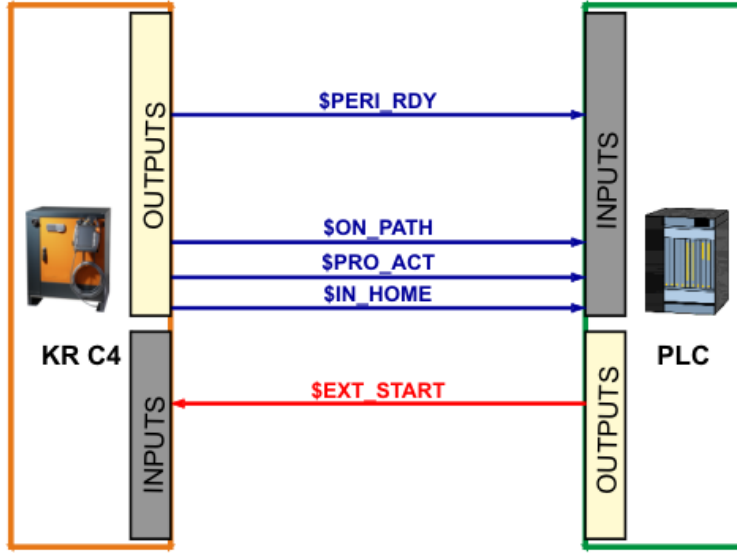 OUTPUTS
$PERI_RDY
INPUTS
$ON_PATH
$PRO_ACT
$IN_HOME
KR C4
PLC
INPUTS
$EXT_START
OUTPUTS